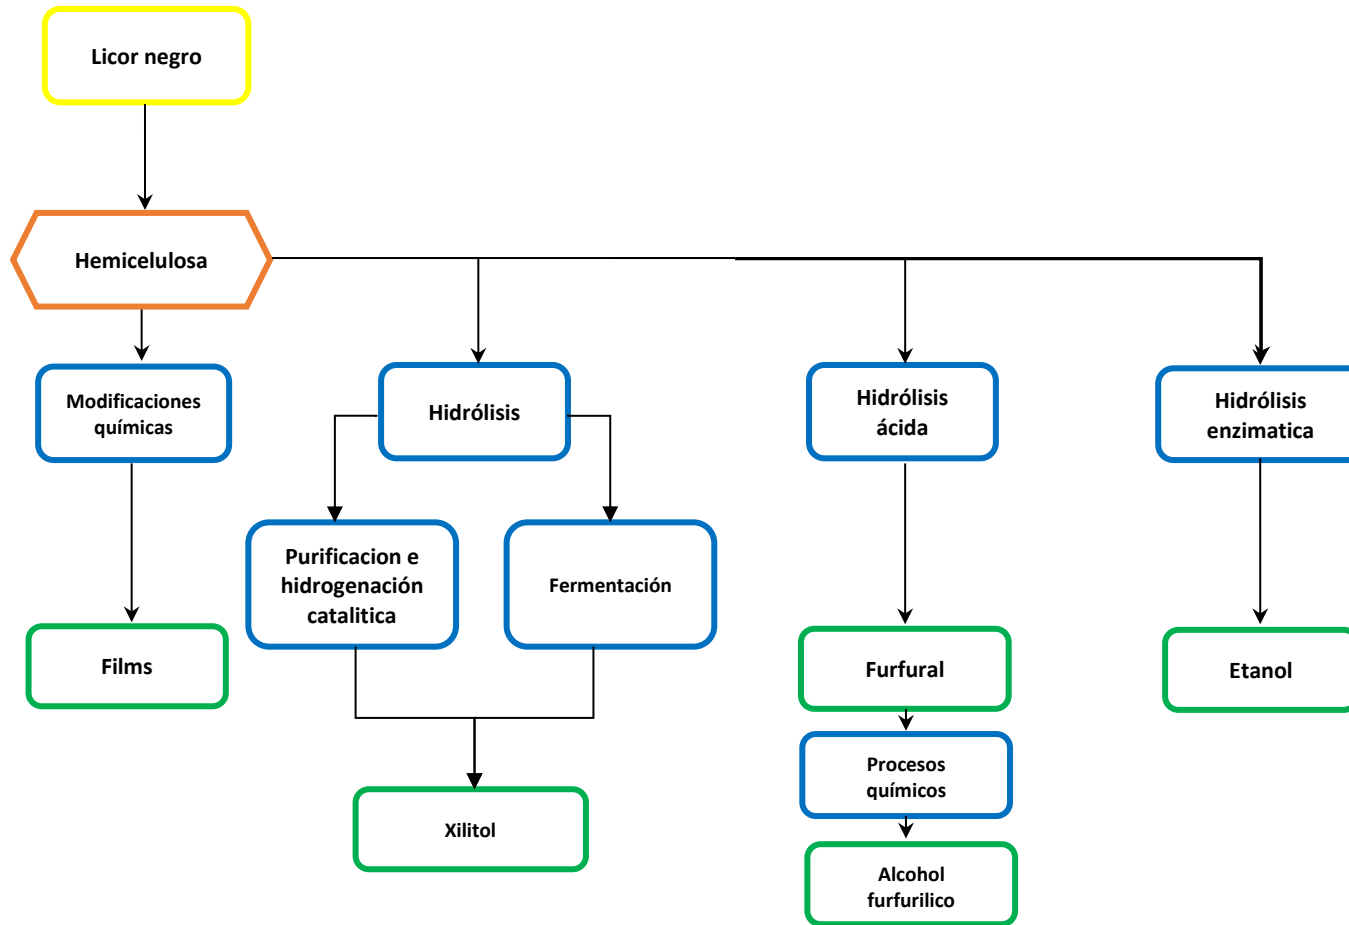 Licor negro
Hemicelulosa
Modificaciones
químicas
Hidrólisis
Hidrólisis
ácida
Hidrólisis
enzimatica
Purificacion e
hidrogenación
catalitica
Fermentación
Films
Furfural
Etanol
Procesos
químicos
Xilitol
Alcohol
furfurilico